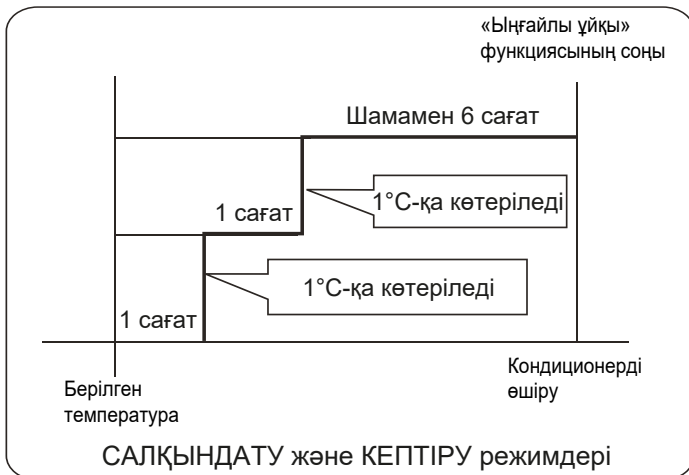 «Ыңғайлы ұйқы»
функциясының соңы
Шамамен 6 сағат
1°С-қа көтеріледі
1 сағат
1°С-қа көтеріледі
1 сағат
Берілген
температура
Кондиционерді
өшіру
САЛҚЫНДАТУ және КЕПТІРУ режимдері